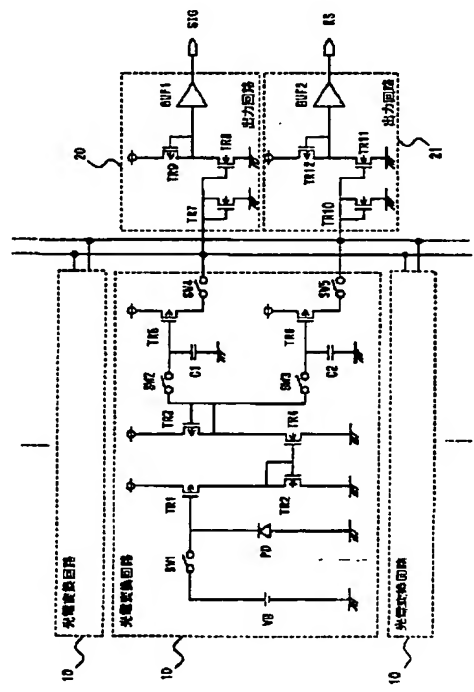 光電変換回路
10
光電変換回路
10
VB
SW1
PD
TR1
TR2
TR3
TR4
SW2
SW3
C1
C2
TR5
TR6
SW4
SW5
光電変換回路
10
20
TR7
TR8
TR9
BUF1
出力回路
SIG
21
TR10
TR11
TR12
BUF2
出力回路
RS